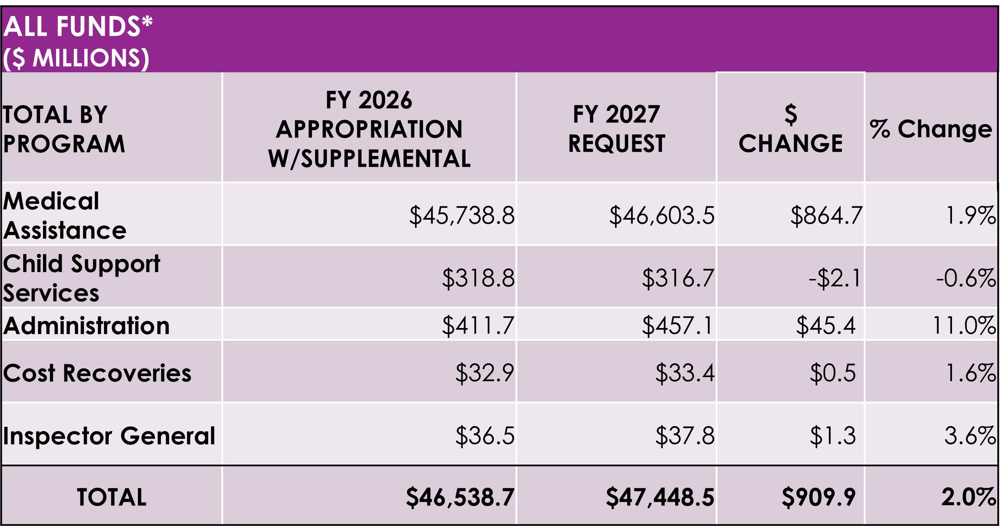 ALL FUNDS*
($ MILLIONS)
TOTAL BY
PROGRAM
FY 2026
APPROPRIATION
W/SUPPLEMENTAL
FY 2027
REQUEST
$
CHANGE
% Change
Medical
Assistance
$45,738.8
$46,603.5
$864.7
1.9%
Child Support
Services
$318.8
$316.7
-$2.1
-0.6%
Administration
$411.7
$457.1
$45.4
11.0%
Cost Recoveries
$32.9
$33.4
$0.5
1.6%
Inspector General
$36.5
$37.8
$1.3
3.6%
TOTAL
$46,538.7
$47,448.5
$909.9
2.0%